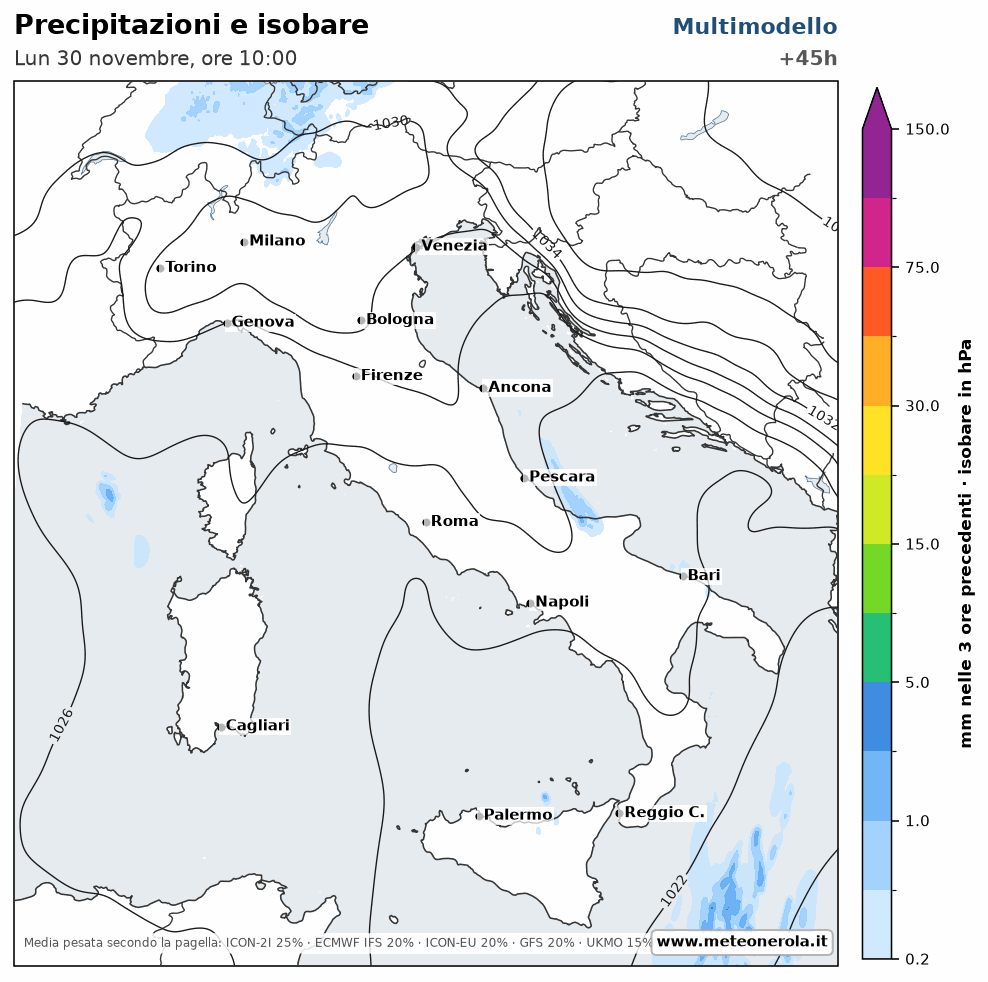 Precipitazioni e isobare
Multimodello
Lun 30 novembre, ore 10:00
+45h
1030
150.0
Milano
Venezia
1034
Torino
75.0
Genova
Bologna
Firenze
Ancona
30.0
1032
Pescara
Roma
15.0
Bari
Napoli
5.0
1026
Cagliari
Palermo
Reggio C.
1.0
1022
mm nelle 3 ore precedenti · isobare in hPa
Media pesata secondo la pagella: ICON-2I 25% · ECMWF IFS 20% · ICON-EU 20% · GFS 20% · UKMO 15%
www.meteonerola.it
0.2